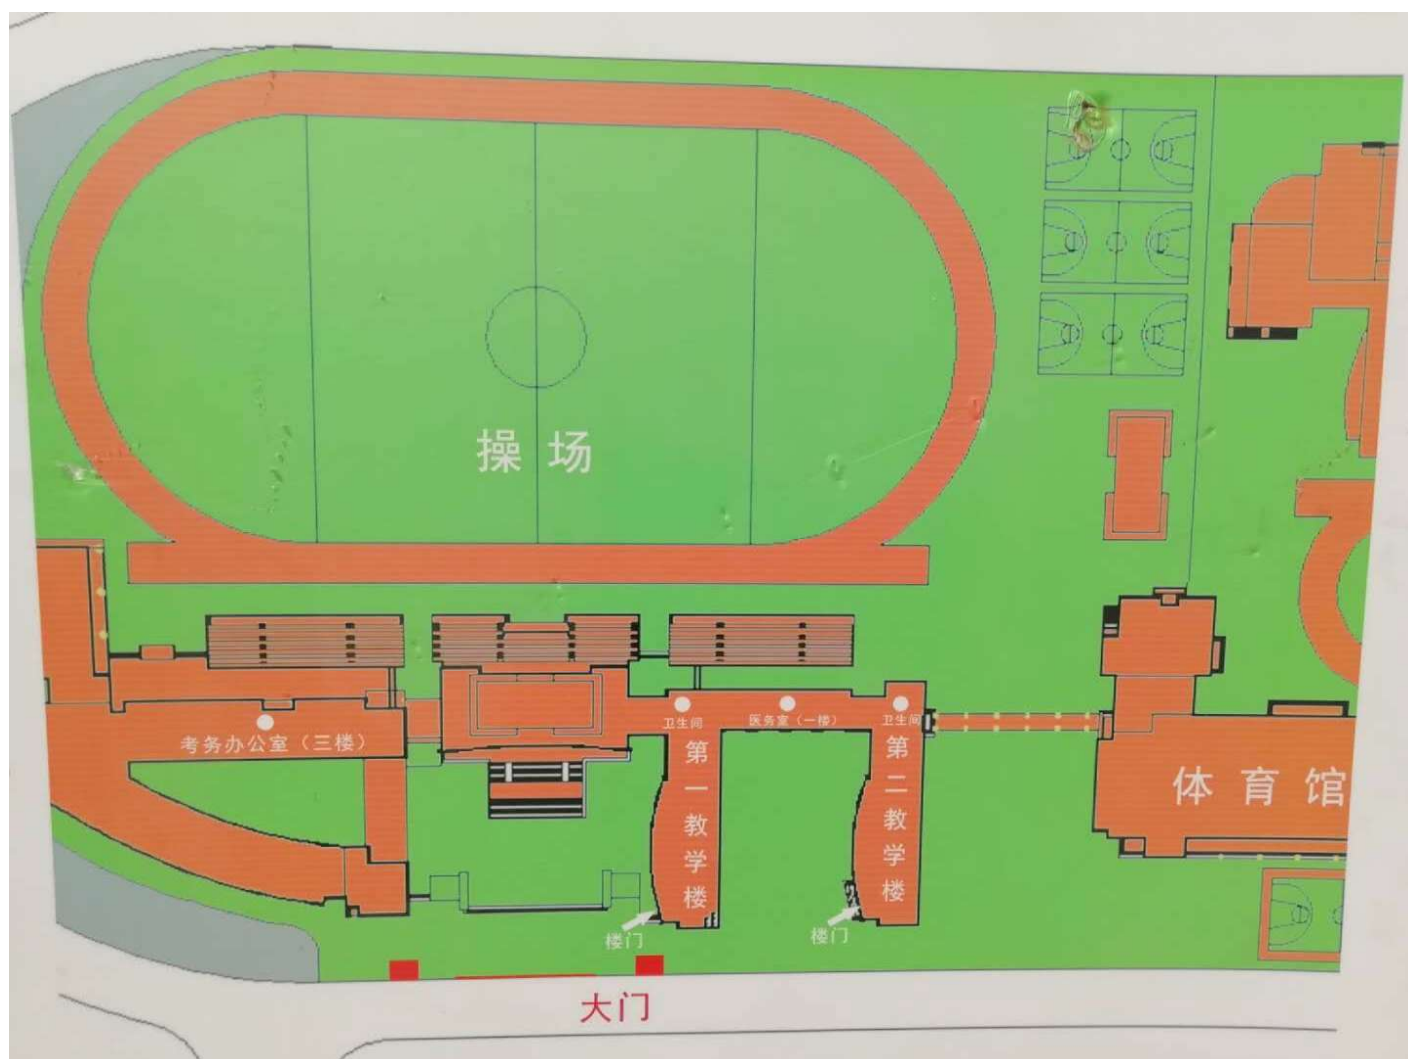 操场
卫生间
医务室（一楼）
卫生间
考务办公室（三楼）
第一教学楼
第二教学楼
体育馆
楼门
楼门
大门